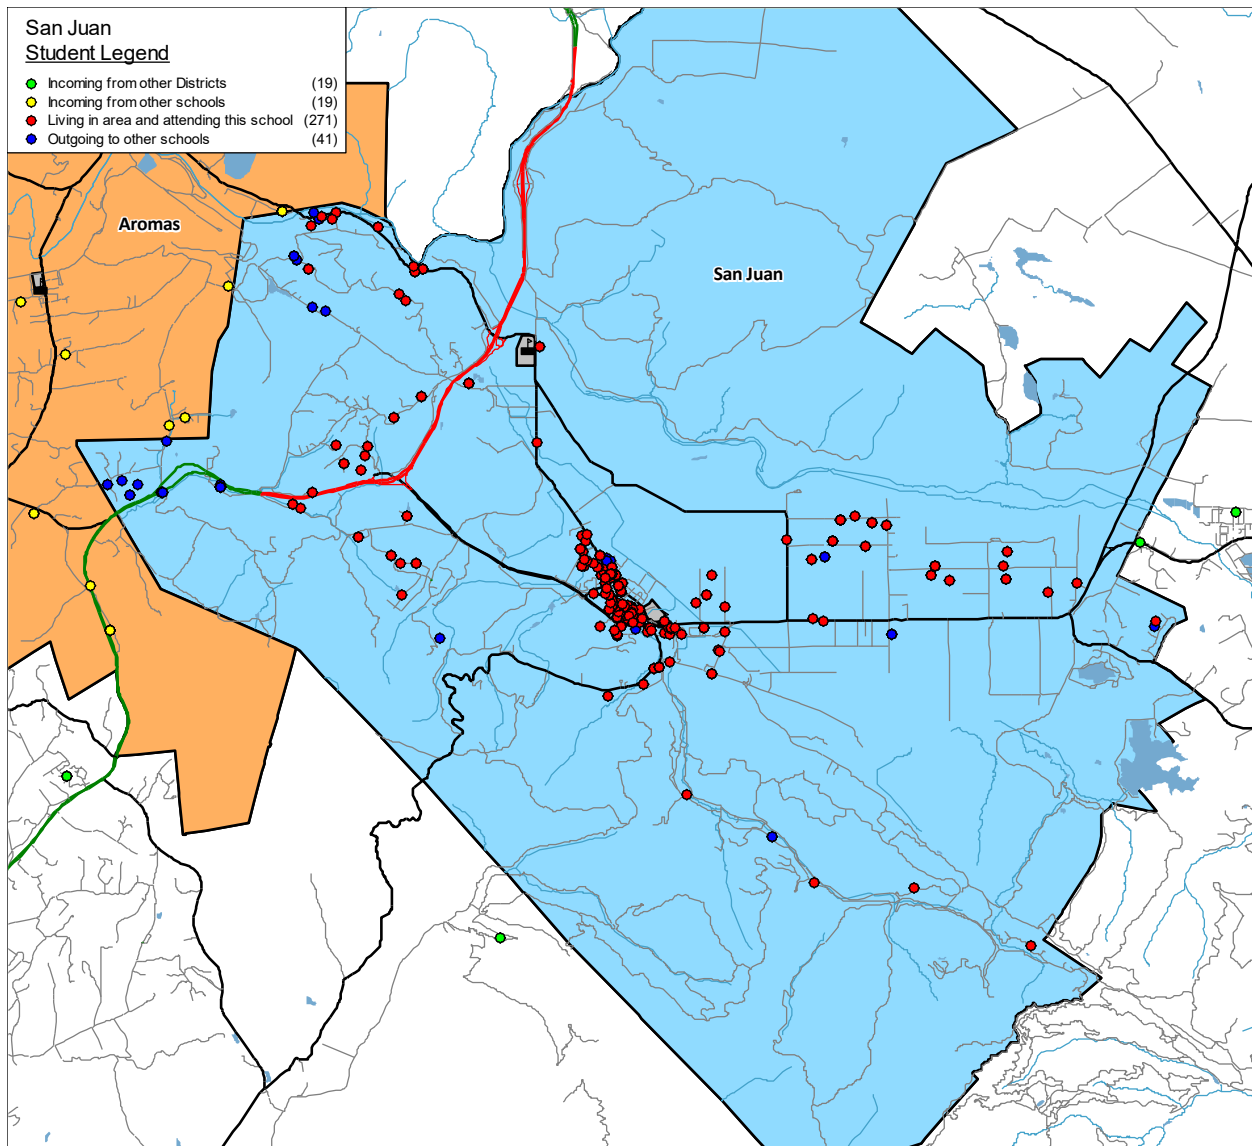 San Juan
Student Legend
Incoming from other Districts (19)
Incoming from other schools (19)
Living in area and attending this school (271)
Outgoing to other schools (41)
Aromas
San Juan